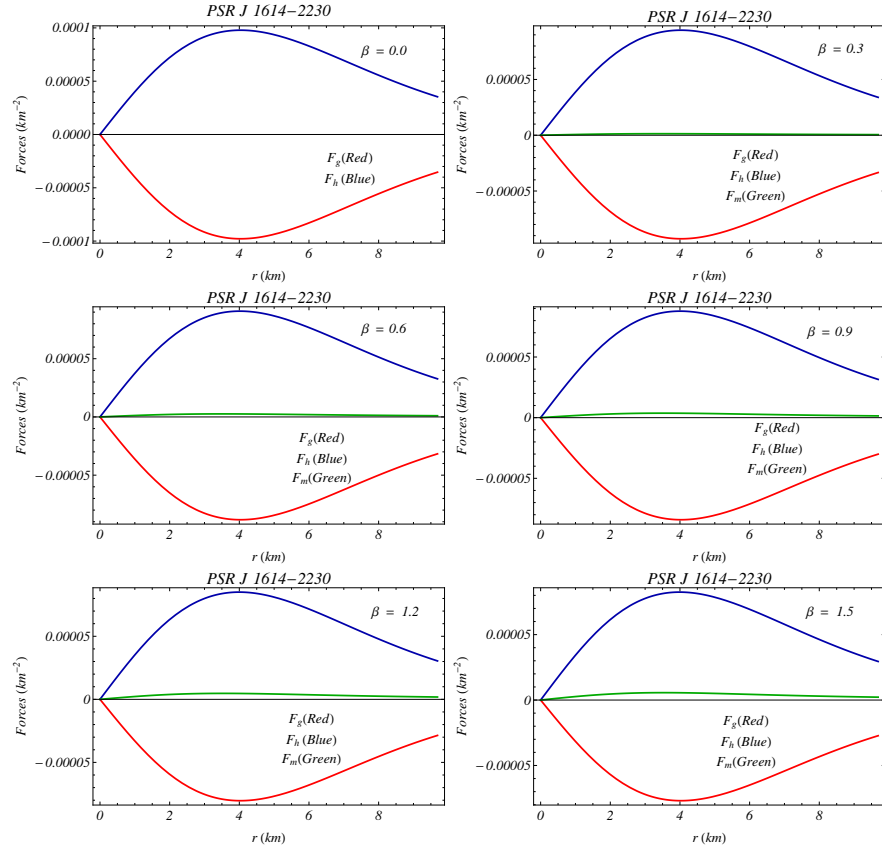 PSR J 1614−2230
β = 0.0
Forces (km⁻²)
0.0001
0.00005
0.0000
−0.00005
−0.0001
F_g(Red)
F_h(Blue)
0 2 4 6 8
r (km)
PSR J 1614−2230
β = 0.3
Forces (km⁻²)
0.00005
0
−0.00005
F_g(Red)
F_h(Blue)
F_m(Green)
0 2 4 6 8
r (km)
PSR J 1614−2230
β = 0.6
Forces (km⁻²)
0.00005
0
−0.00005
F_g(Red)
F_h(Blue)
F_m(Green)
0 2 4 6 8
r (km)
PSR J 1614−2230
β = 0.9
Forces (km⁻²)
0.00005
0
−0.00005
F_g(Red)
F_h(Blue)
F_m(Green)
0 2 4 6 8
r (km)
PSR J 1614−2230
β = 1.2
Forces (km⁻²)
0.00005
0
−0.00005
F_g(Red)
F_h(Blue)
F_m(Green)
0 2 4 6 8
r (km)
PSR J 1614−2230
β = 1.5
Forces (km⁻²)
0.00005
0
−0.00005
F_g(Red)
F_h(Blue)
F_m(Green)
0 2 4 6 8
r (km)